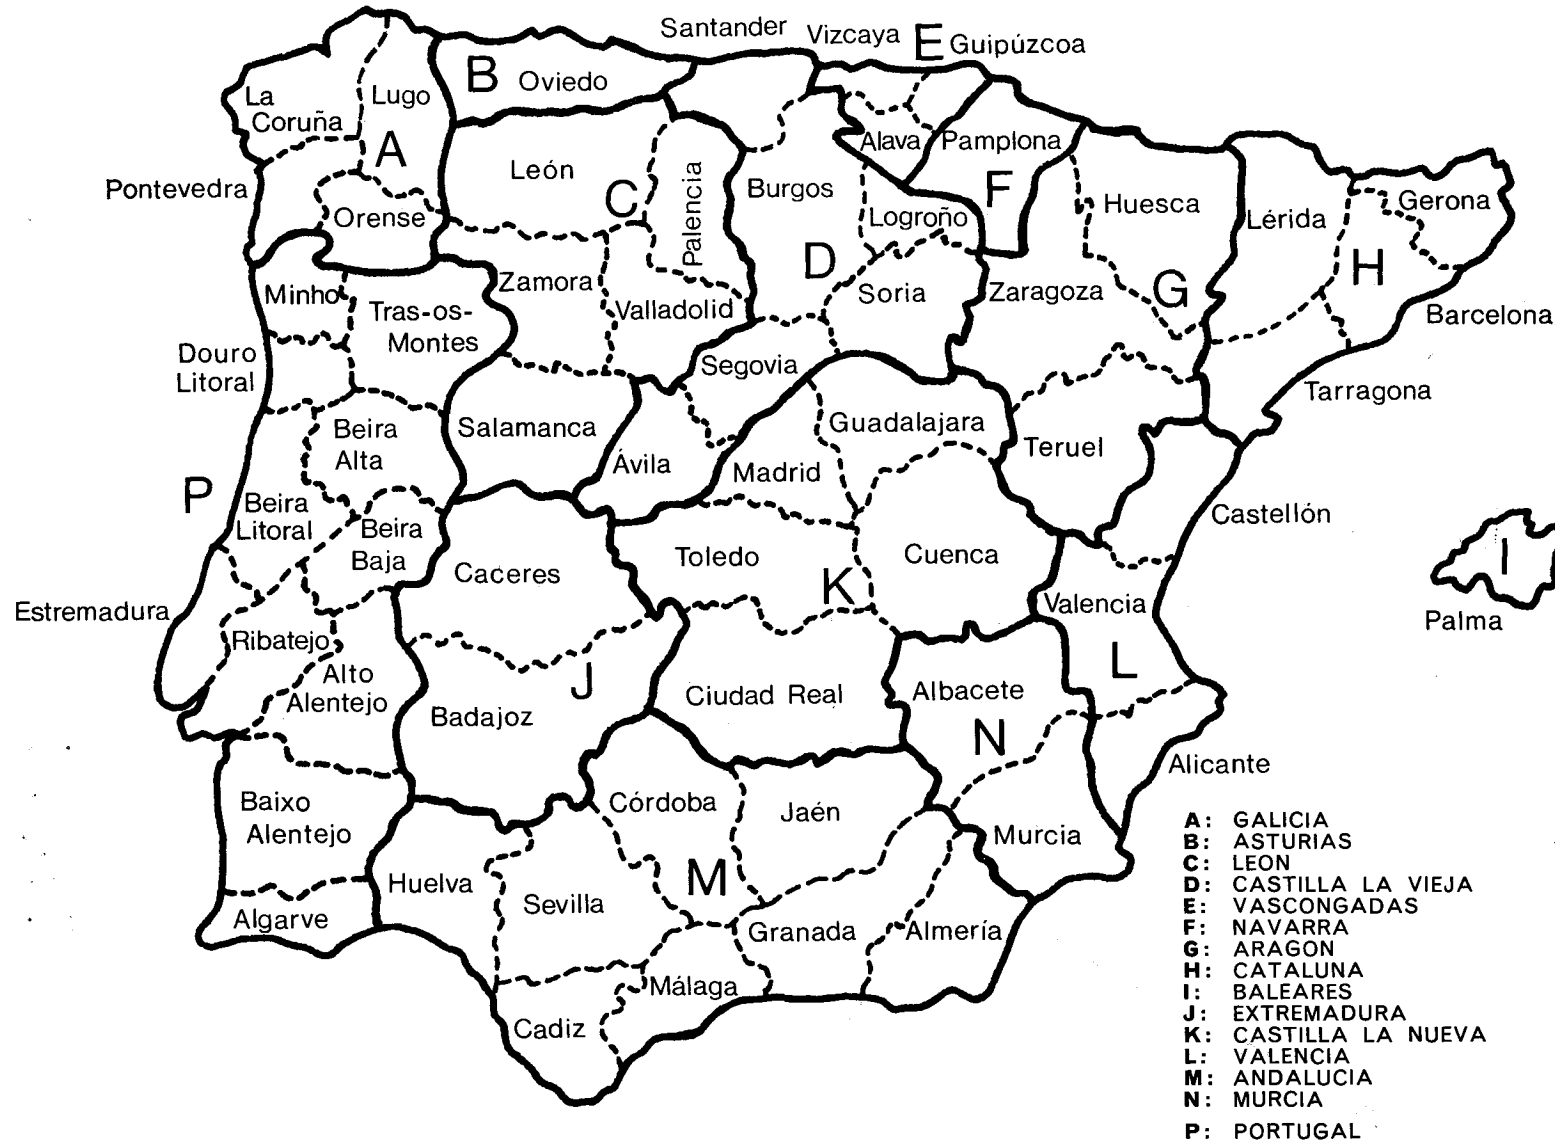 Santander
Vizcaya
E
Guipúzcoa
La
Coruña
Lugo
B
Oviedo
A
Alava
Pamplona
Pontevedra
León
C
Palencia
Burgos
F
Huesca
Gerona
Orense
Logroño
Lérida
D
H
Minho
Zamora
Soria
Zaragoza
G
Tras-os-
Montes
Valladolid
Barcelona
Douro
Litoral
Segovia
Tarragona
Beira
Alta
Salamanca
Guadalajara
Teruel
Ávila
Madrid
P
Beira
Litoral
Beira
Baja
Castellón
Toledo
Cuenca
I
Caceres
K
Estremadura
Valencia
Palma
Ribatejo
Alto
Alentejo
J
L
Ciudad Real
Albacete
Badajoz
N
Alicante
Baixo
Alentejo
Córdoba
Jaén
Murcia
Huelva
M
Sevilla
Algarve
Granada
Almería
Málaga
Cadiz
A: GALICIA
B: ASTURIAS
C: LEON
D: CASTILLA LA VIEJA
E: VASCONGADAS
F: NAVARRA
G: ARAGON
H: CATALUNA
I: BALEARES
J: EXTREMADURA
K: CASTILLA LA NUEVA
L: VALENCIA
M: ANDALUCIA
N: MURCIA
P: PORTUGAL